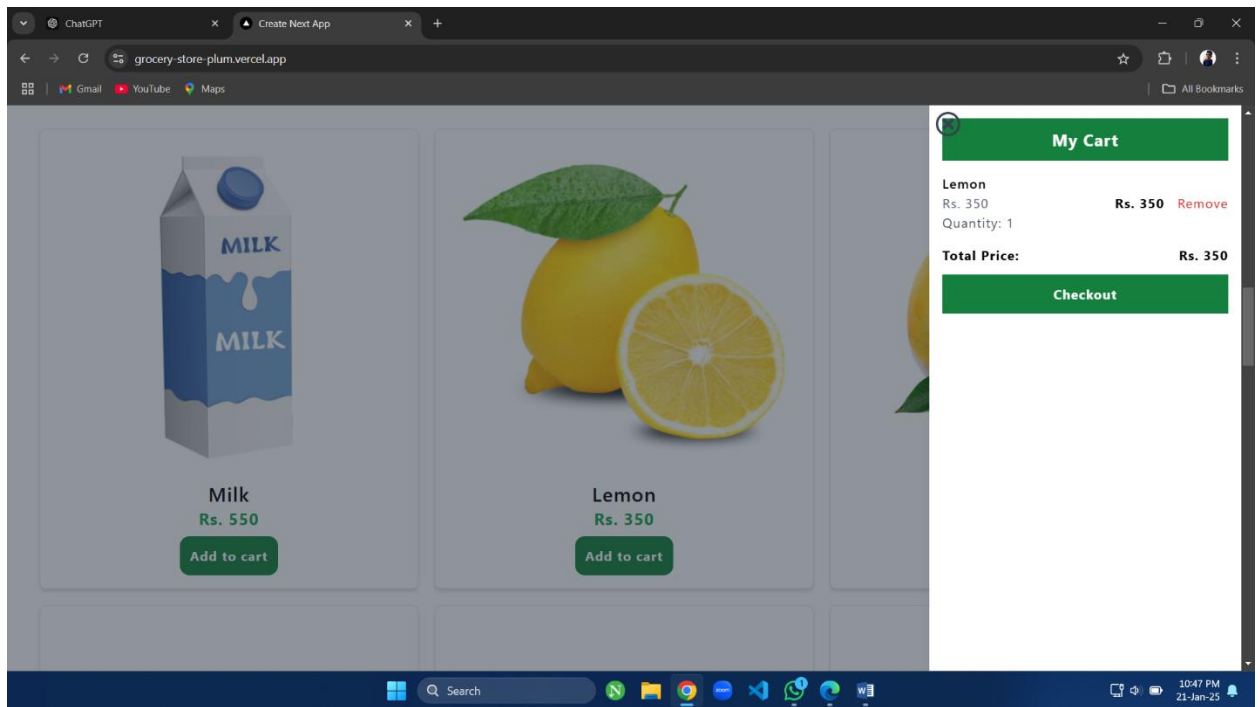 ChatGPT
Create Next App
grocery-store-plum.vercel.app
Gmail
YouTube
Maps
All Bookmarks
MILK
MILK
Milk
Rs. 550
Add to cart
Lemon
Rs. 350
Add to cart
My Cart
Lemon
Rs. 350
Rs. 350 Remove
Quantity: 1
Total Price: Rs. 350
Checkout
Search
N
zoom
1
W
10:47 PM
21-Jan-25